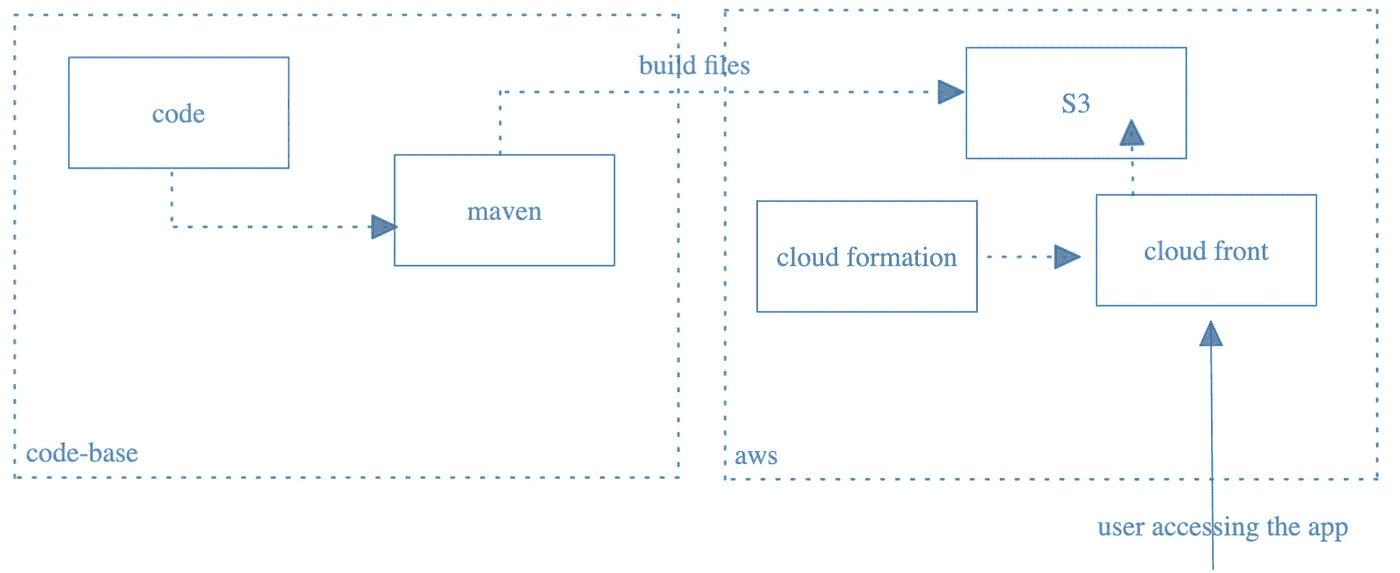 build files
code
S3
maven
cloud formation
cloud front
code-base
aws
user accessing the app